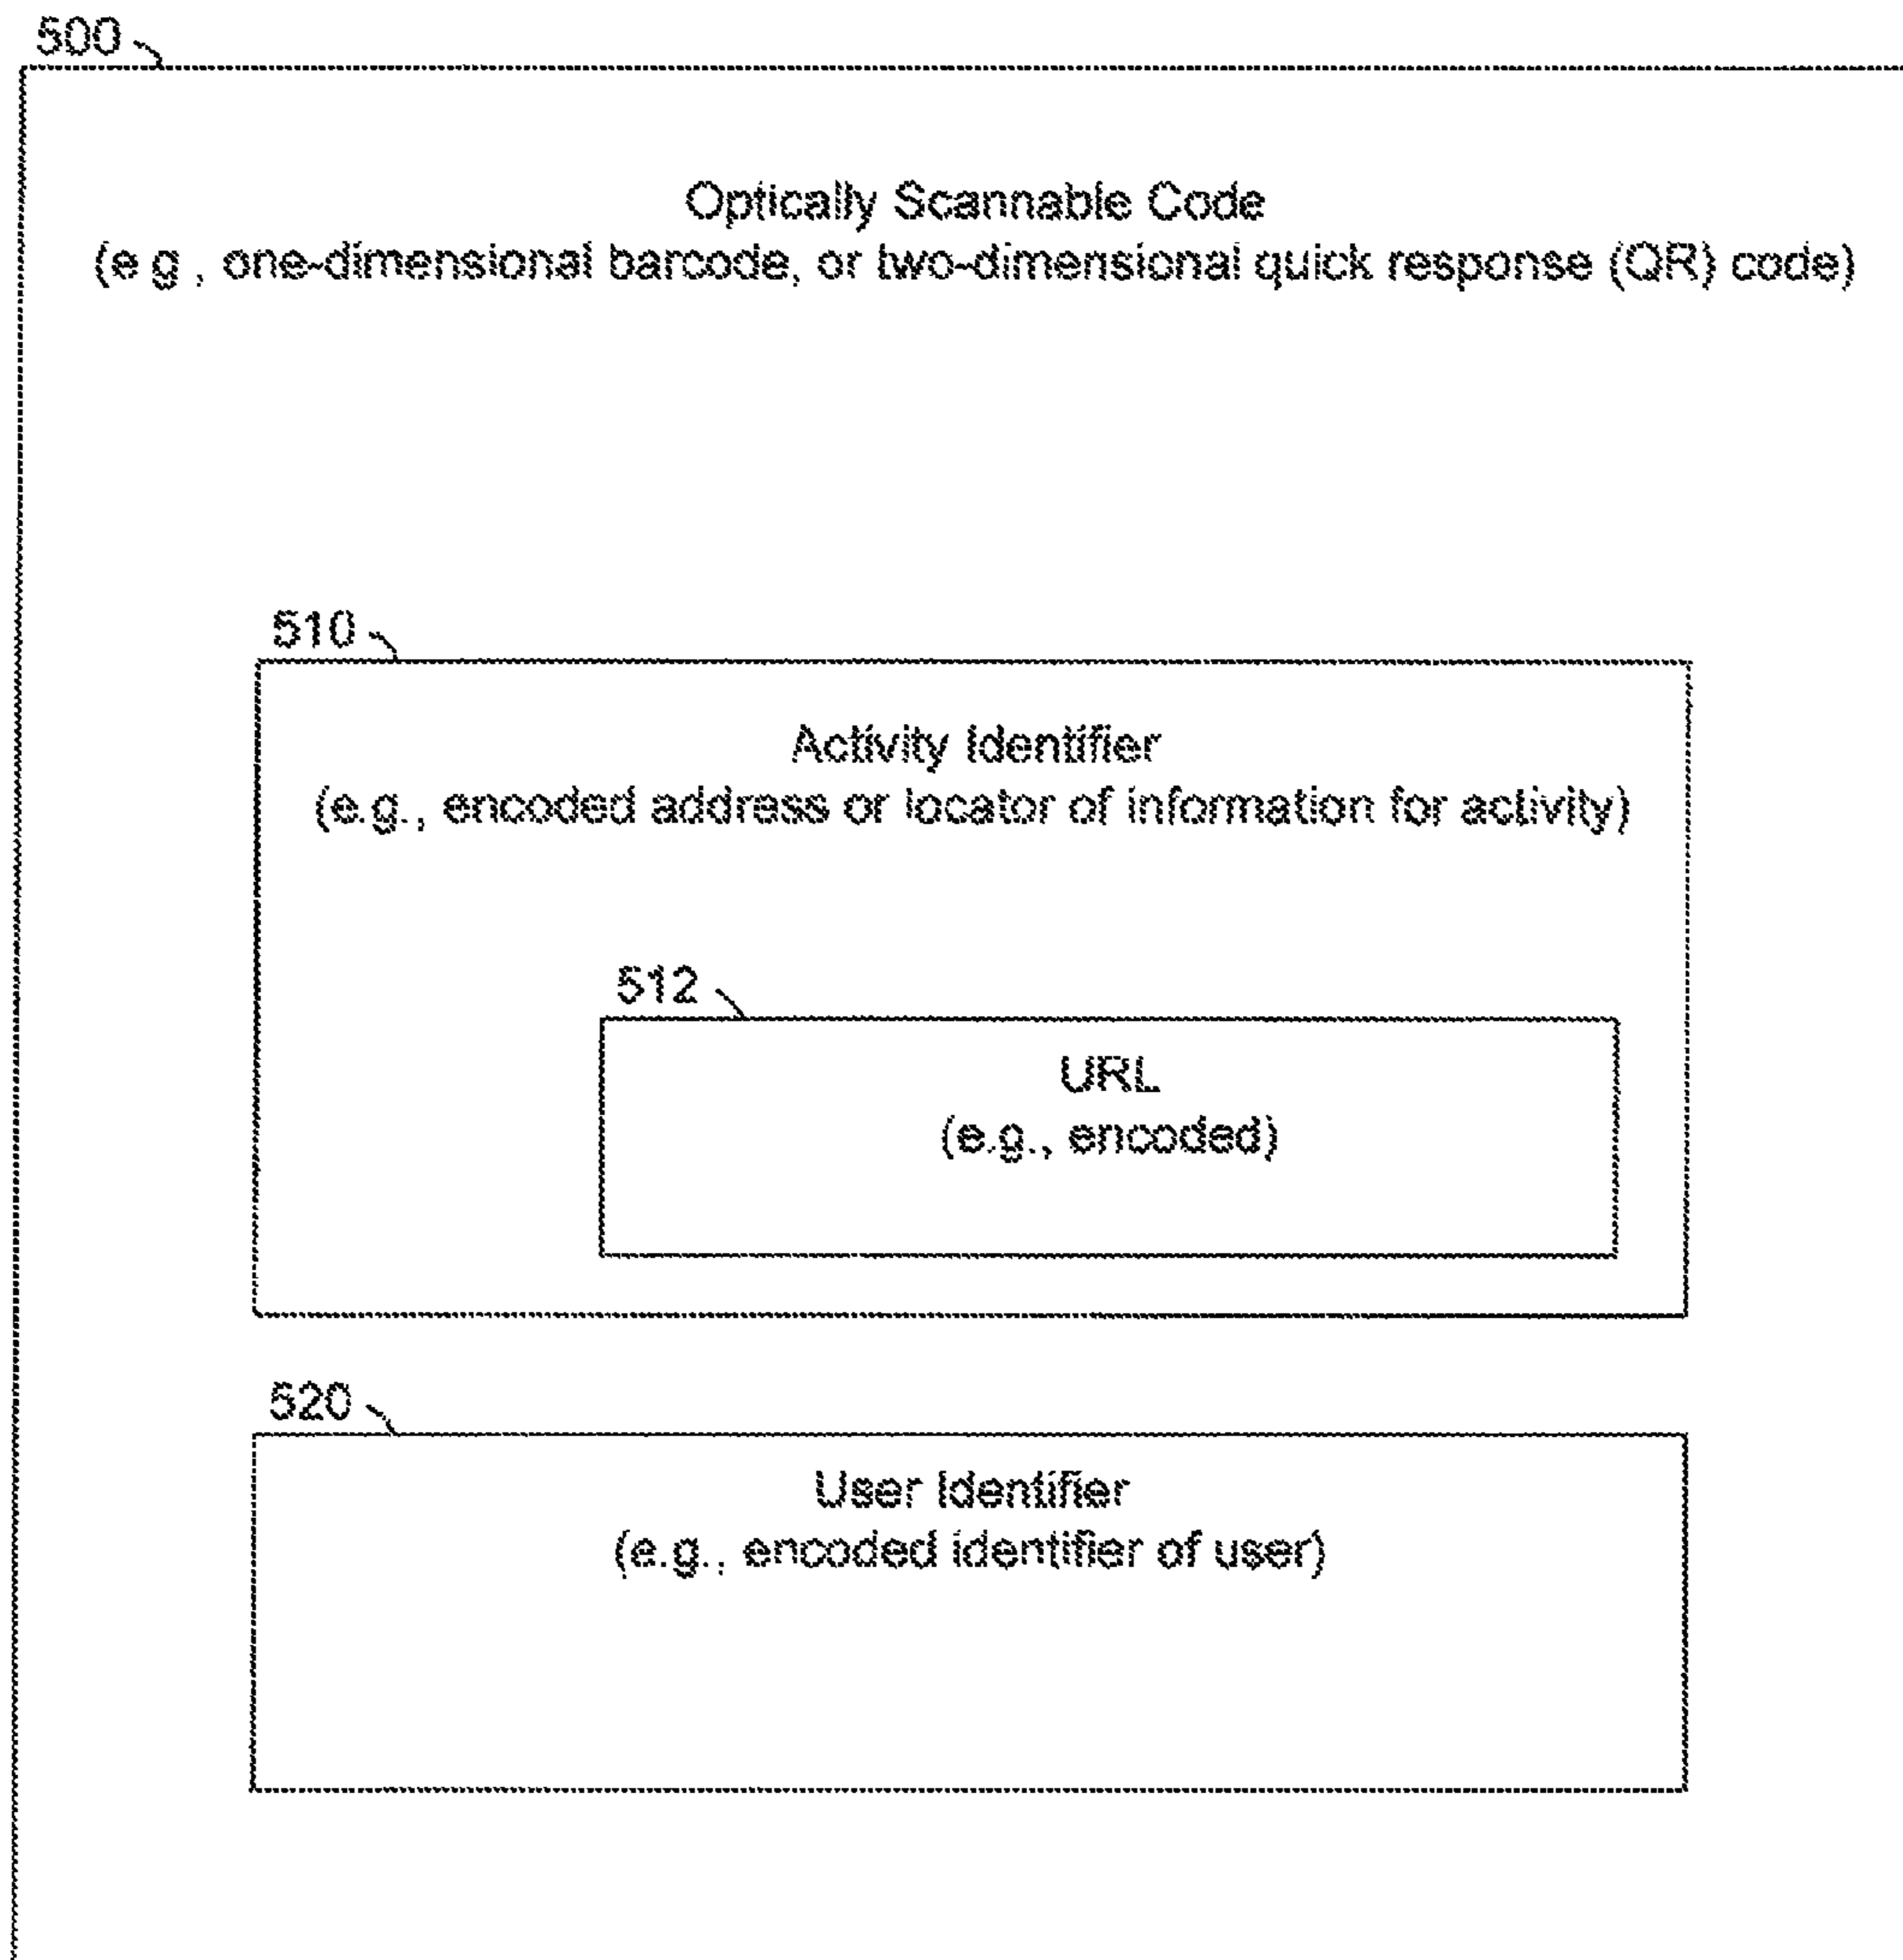 500
Optically Scannable Code
(e.g., one-dimensional barcode, or two-dimensional quick response (QR) code)
510
Activity Identifier
(e.g., encoded address or locator of information for activity)
512
URL
(e.g., encoded)
520
User Identifier
(e.g., encoded identifier of user)